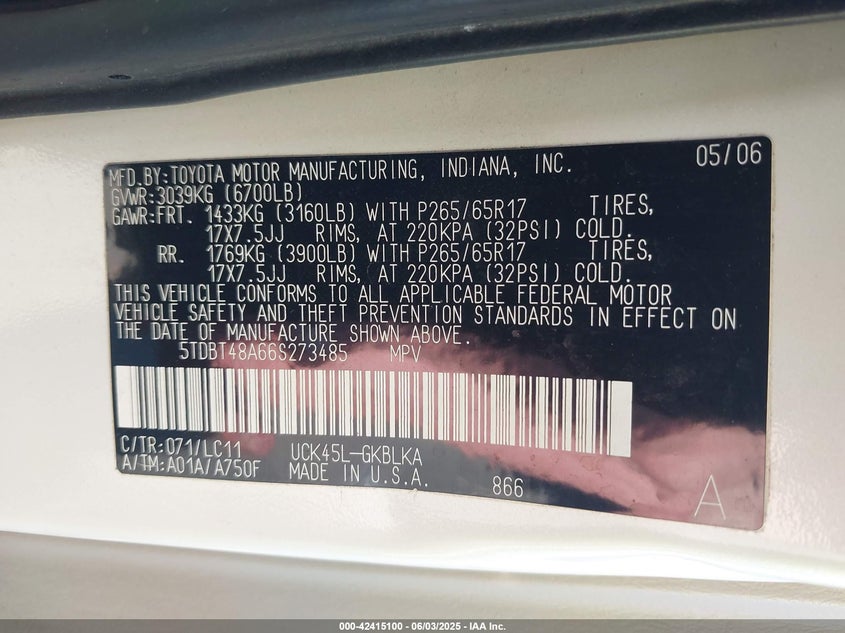 MFD.BY:TOYOTA MOTOR MANUFACTURING, INDIANA, INC. 05/06
GVWR:3039KG (6700LB)
GAWR:FRT. 1433KG (3160LB) WITH P265/65R17 TIRES,
17X7.5JJ RIMS, AT 220KPA (32PSI) COLD.
RR. 1769KG (3900LB) WITH P265/65R17 TIRES,
17X7.5JJ RIMS, AT 220KPA (32PSI) COLD.
THIS VEHICLE CONFORMS TO ALL APPLICABLE FEDERAL MOTOR
VEHICLE SAFETY AND THEFT PREVENTION STANDARDS IN EFFECT ON
THE DATE OF MANUFACTURE SHOWN ABOVE.
5TDBT48A66S273485 MPV
C/TR:071/LC11 UCK45L-GKBLKA
A/TM:A01A/A750F MADE IN U.S.A. 866 A
000-42415100 - 06/03/2025 - IAA Inc.